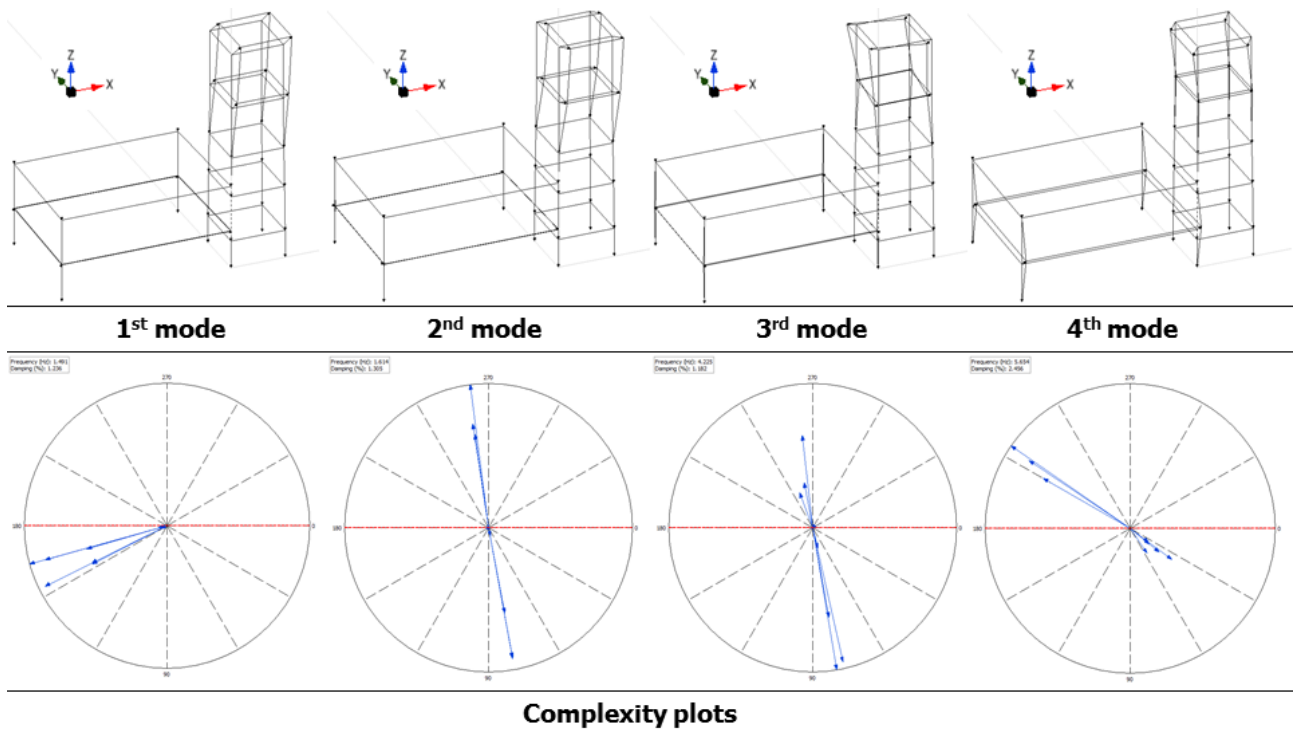 Z Y X
Z Y X
Z Y X
Z Y X
1st mode
2nd mode
3rd mode
4th mode
Frequency (Hz): 1.481
Damping (%): 1.236
Frequency (Hz): 1.614
Damping (%): 1.305
Frequency (Hz): 4.225
Damping (%): 1.182
Frequency (Hz): 5.654
Damping (%): 2.456
270
180
0
90
270
180
0
90
270
180
0
90
270
180
0
90
Complexity plots